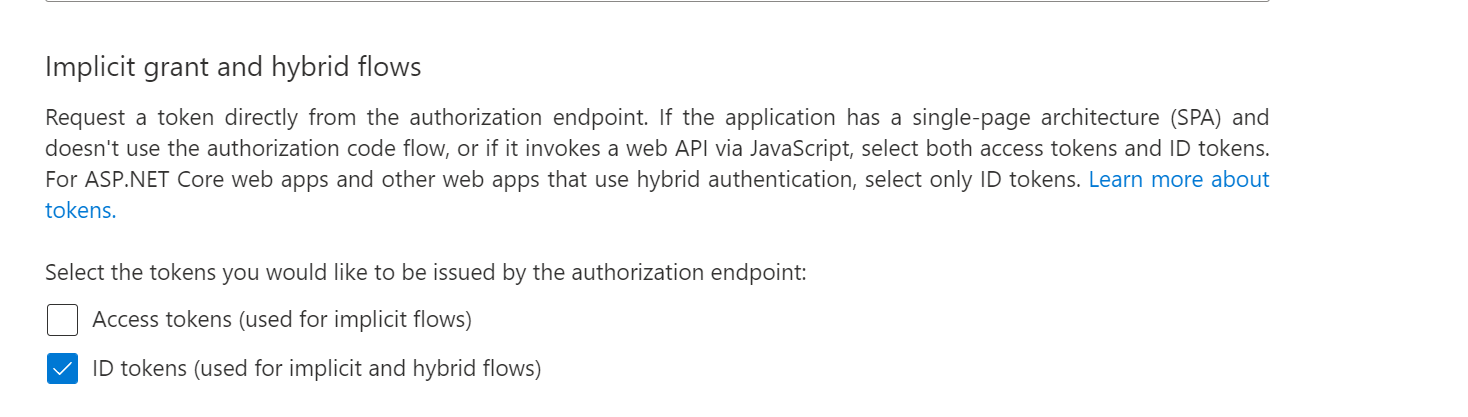 Implicit grant and hybrid flows
Request a token directly from the authorization endpoint. If the application has a single-page architecture (SPA) and
doesn't use the authorization code flow, or if it invokes a web API via JavaScript, select both access tokens and ID tokens.
For ASP.NET Core web apps and other web apps that use hybrid authentication, select only ID tokens. Learn more about
tokens.
Select the tokens you would like to be issued by the authorization endpoint:
Access tokens (used for implicit flows)
ID tokens (used for implicit and hybrid flows)